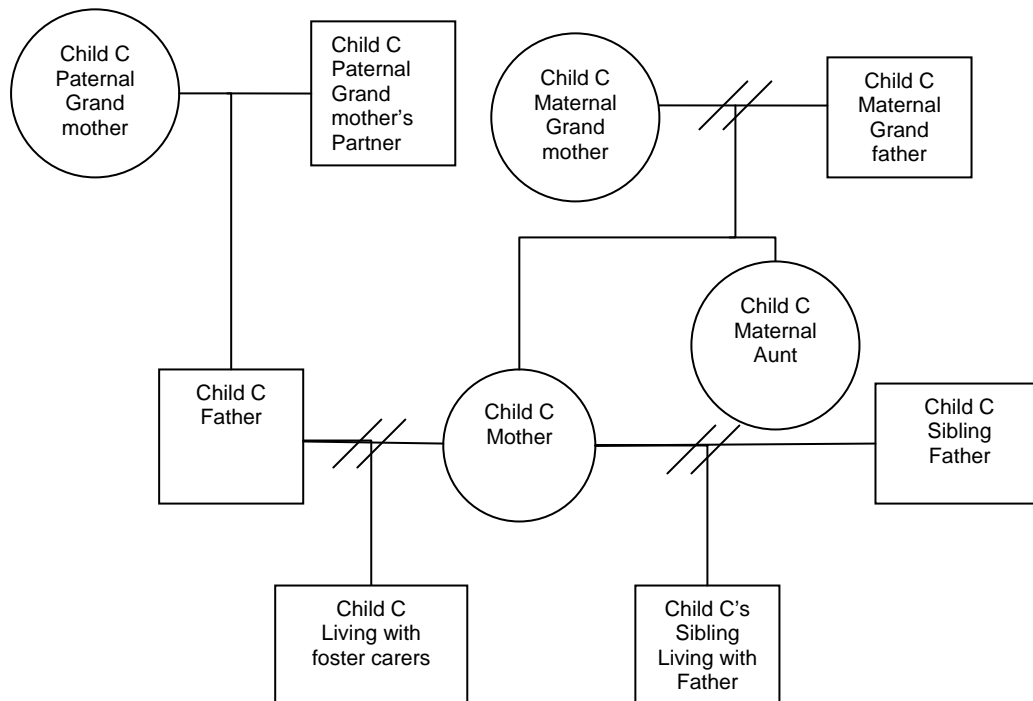 Child C
Paternal
Grand
mother
Child C
Paternal
Grand
mother’s
Partner
Child C
Maternal
Grand
mother
Child C
Maternal
Grand
father
Child C
Maternal
Aunt
Child C
Father
Child C
Mother
Child C
Sibling
Father
Child C
Living with
foster carers
Child C’s
Sibling
Living with
Father